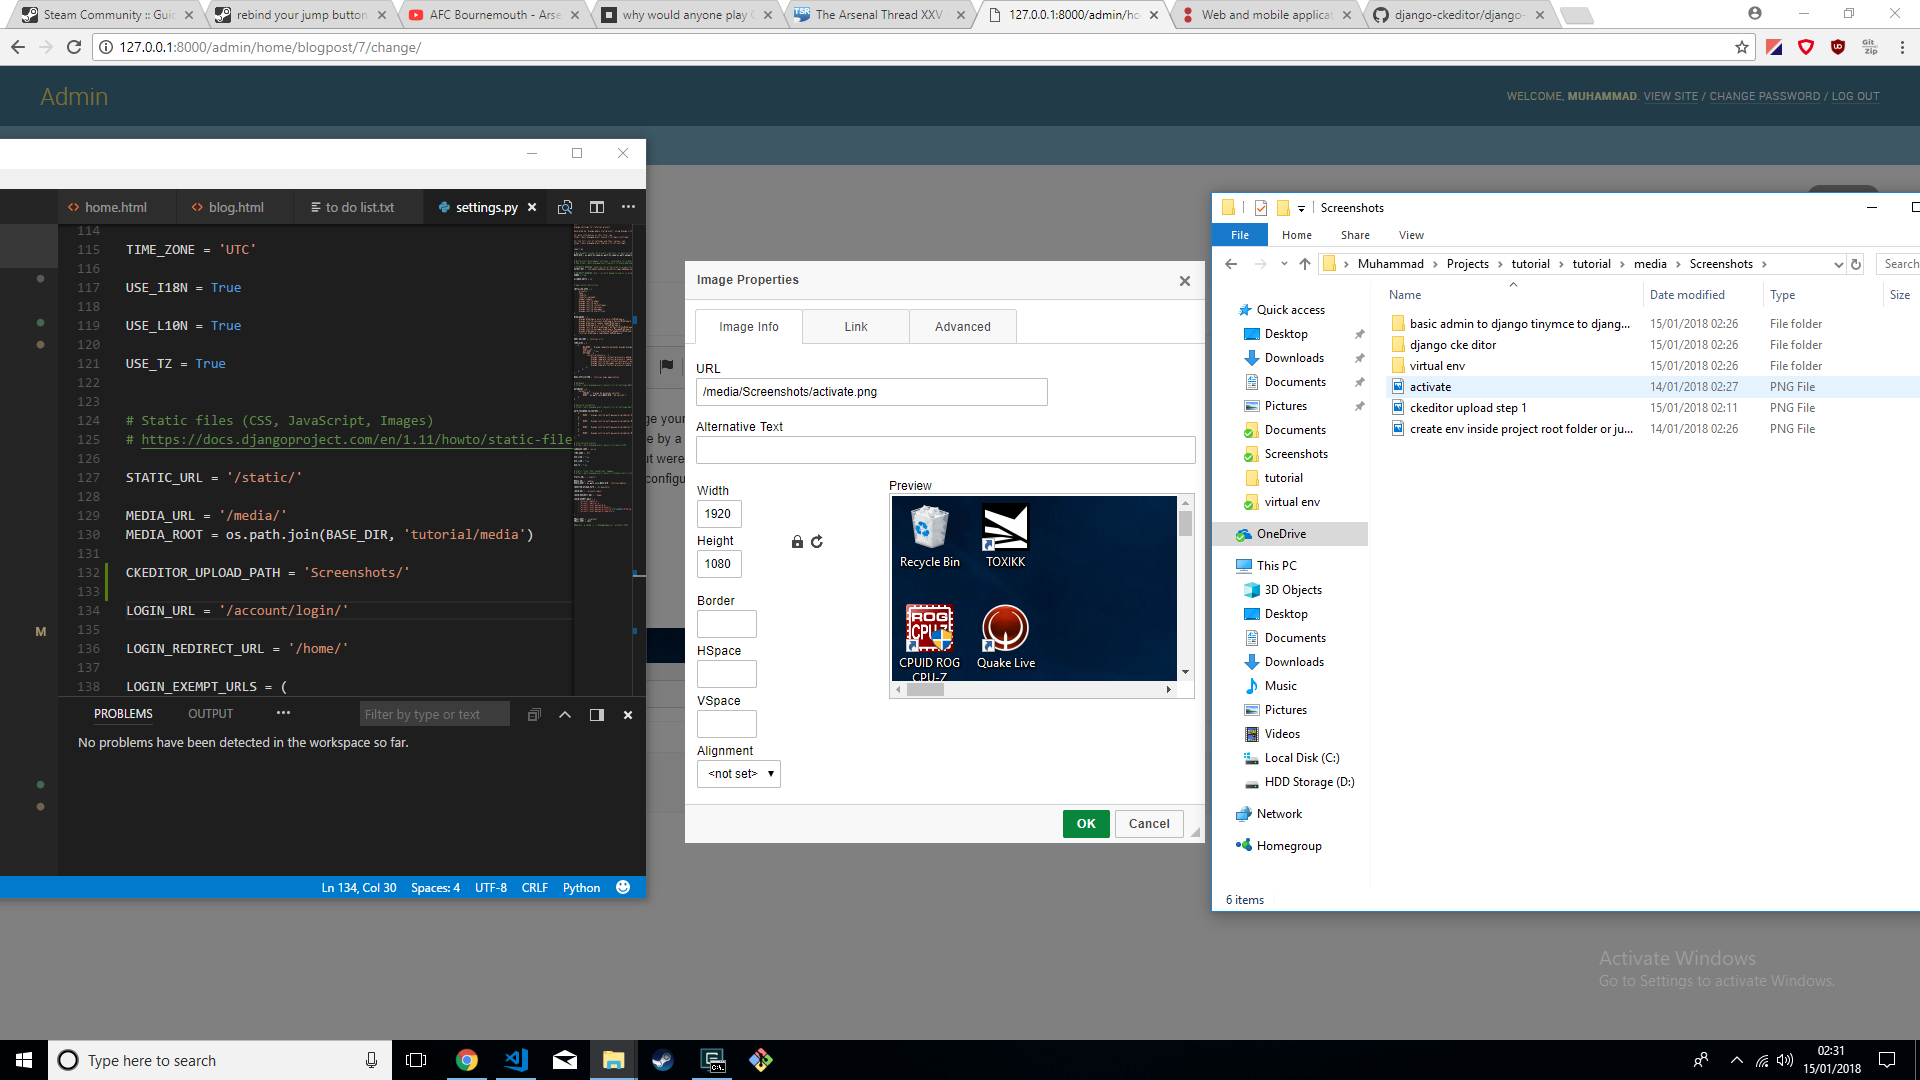 Steam Community :: Guid
rebind your jump button
AFC Bournemouth - Arse
why would anyone play
The Arsenal Thread XXV
127.0.0.1:8000/admin/ho
Web and mobile applicat
django-ckeditor/django-
127.0.0.1:8000/admin/home/blogpost/7/change/
Git
Zip
Admin
WELCOME, MUHAMMAD. VIEW SITE / CHANGE PASSWORD / LOG OUT
home.html
blog.html
to do list.txt
settings.py
114
115 TIME_ZONE = 'UTC'
116
117 USE_I18N = True
118
119 USE_L10N = True
120
121 USE_TZ = True
122
123
124 # Static files (CSS, JavaScript, Images)
125 # https://docs.djangoproject.com/en/1.11/howto/static-file
126
127 STATIC_URL = '/static/'
128
129 MEDIA_URL = '/media/'
130 MEDIA_ROOT = os.path.join(BASE_DIR, 'tutorial/media')
131
132 CKEDITOR_UPLOAD_PATH = 'Screenshots/'
133
134 LOGIN_URL = '/account/login/'
135
136 LOGIN_REDIRECT_URL = '/home/'
137
138 LOGIN_EXEMPT_URLS = (
M
PROBLEMS
OUTPUT
Filter by type or text
No problems have been detected in the workspace so far.
Ln 134, Col 30
Spaces: 4
UTF-8
CRLF
Python
ge your
e by a
ut were
configu
Image Properties
Image Info
Link
Advanced
URL
/media/Screenshots/activate.png
Alternative Text
Width
1920
Height
1080
Border
HSpace
VSpace
Alignment
<not set>
Preview
Recycle Bin
TOXIKK
ROG
CPU-Z
CPUID ROG
CPU-Z
Quake Live
OK
Cancel
Screenshots
File
Home
Share
View
Muhammad
Projects
tutorial
tutorial
media
Screenshots
Search
Name
Date modified
Type
Size
basic admin to django tinymce to djang... 15/01/2018 02:26 File folder
django cke ditor 15/01/2018 02:26 File folder
virtual env 15/01/2018 02:26 File folder
activate 14/01/2018 02:27 PNG File
ckeditor upload step 1 15/01/2018 02:11 PNG File
create env inside project root folder or ju... 14/01/2018 02:26 PNG File
Quick access
Desktop
Downloads
Documents
Pictures
Documents
Screenshots
tutorial
virtual env
OneDrive
This PC
3D Objects
Desktop
Documents
Downloads
Music
Pictures
Videos
Local Disk (C:)
HDD Storage (D:)
Network
Homegroup
6 items
Activate Windows
Go to Settings to activate Windows.
Type here to search
02:31
15/01/2018